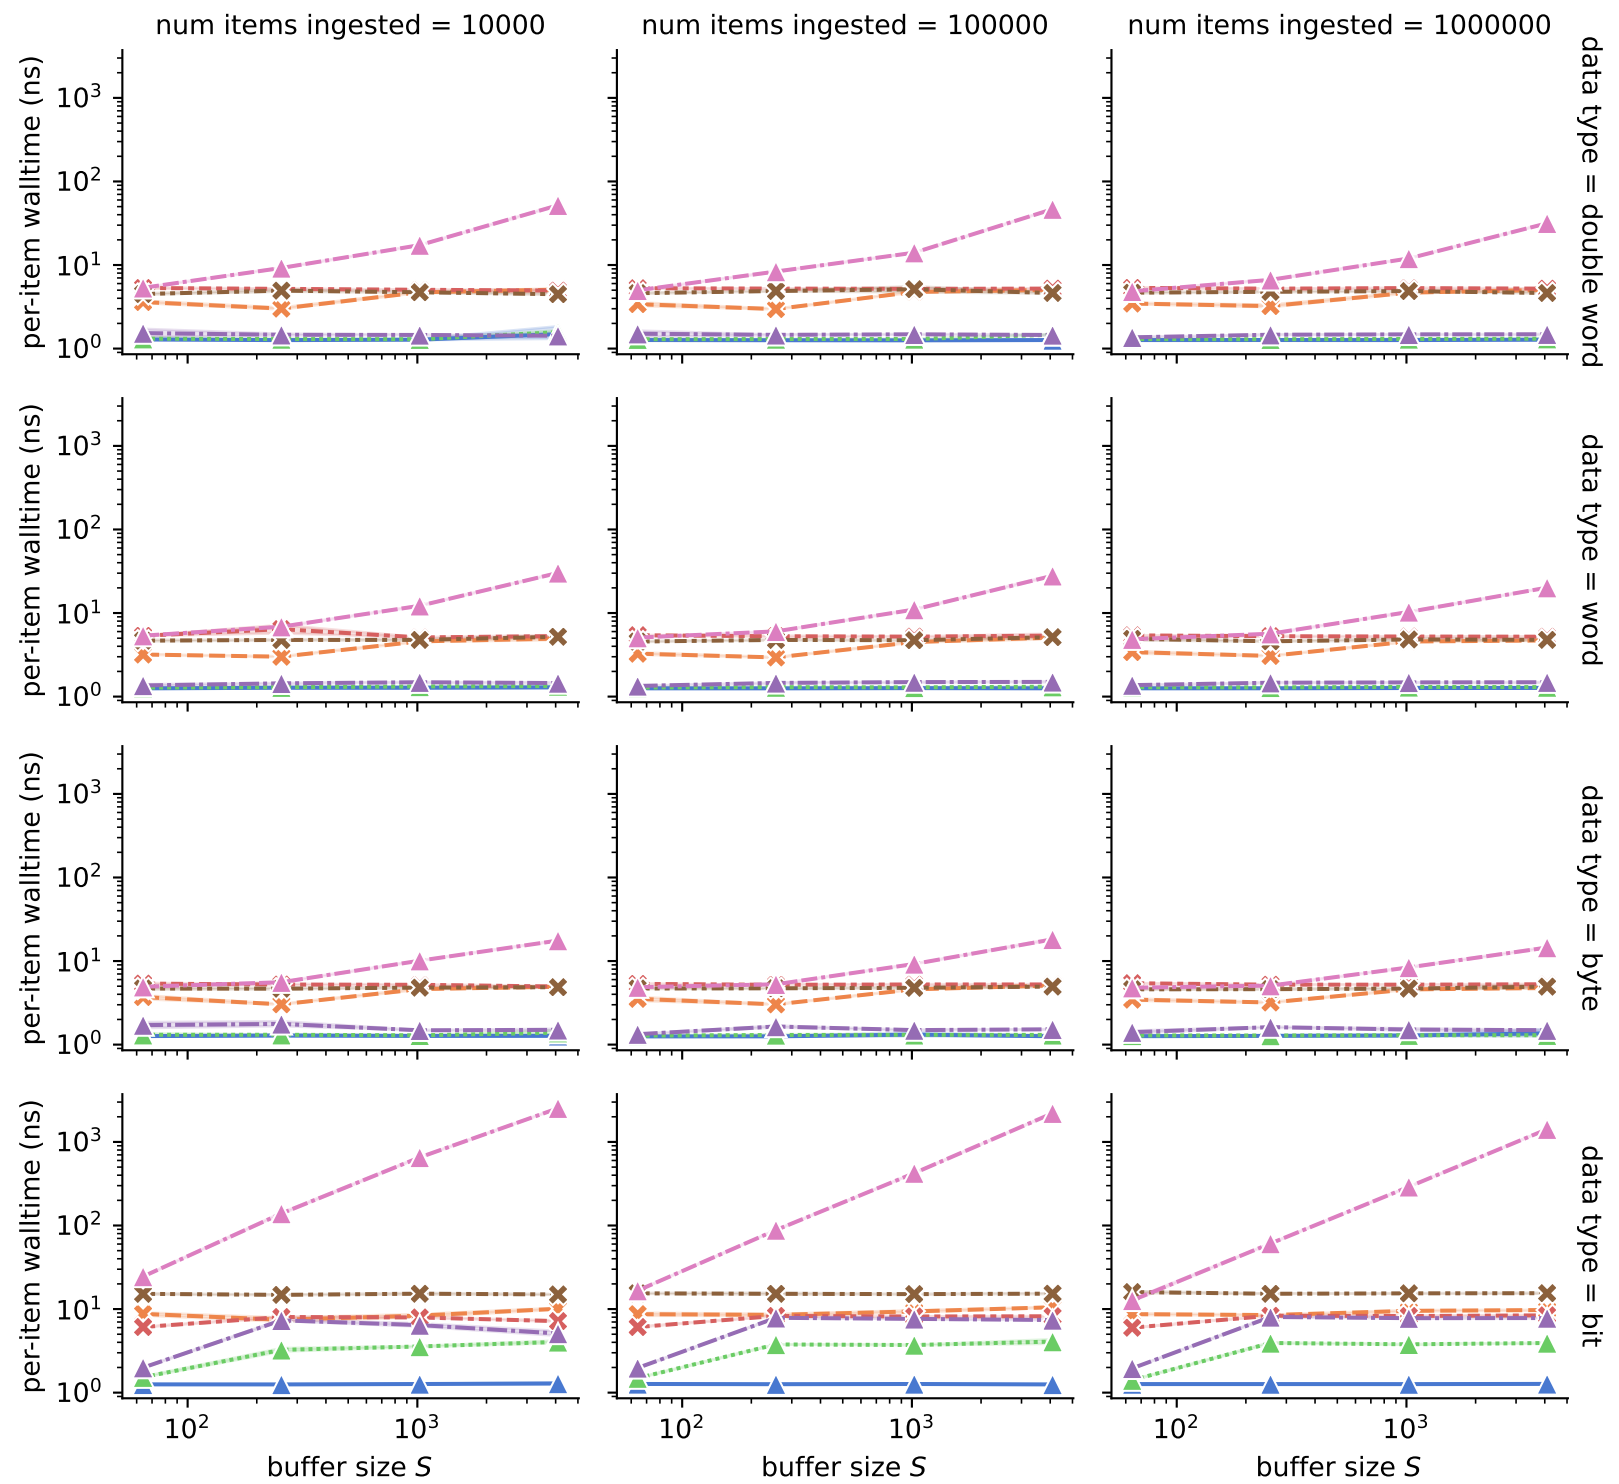 num items ingested = 10000
num items ingested = 100000
num items ingested = 1000000
per-item walltime (ns)
10³
10²
10¹
10⁰
data type = double word
per-item walltime (ns)
10³
10²
10¹
10⁰
data type = word
per-item walltime (ns)
10³
10²
10¹
10⁰
data type = byte
per-item walltime (ns)
10³
10²
10¹
10⁰
data type = bit
10² 10³
10² 10³
10² 10³
buffer size S
buffer size S
buffer size S